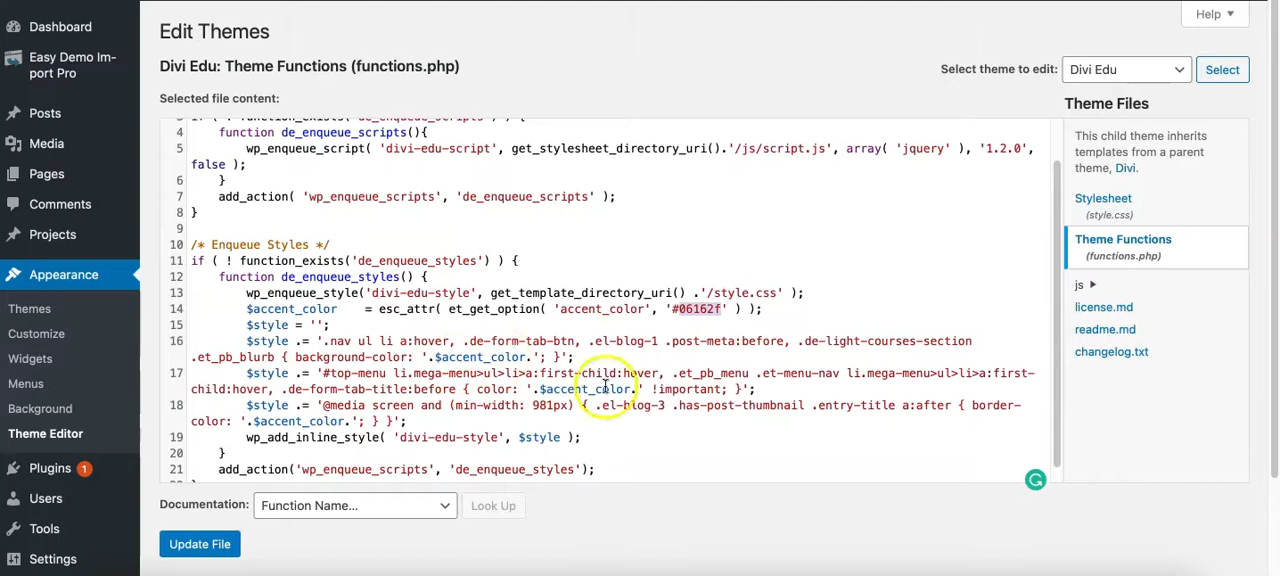 Dashboard
Easy Demo Im-
port Pro
Posts
Media
Pages
Comments
Projects
Appearance
Themes
Customize
Widgets
Menus
Background
Theme Editor
Plugins 1
Users
Tools
Settings
Help
Edit Themes
Divi Edu: Theme Functions (functions.php)
Select theme to edit: Divi Edu Select
Selected file content:
if ( ! function_exists('de_enqueue_scripts') ) {
4 function de_enqueue_scripts(){
5 wp_enqueue_script( 'divi-edu-script', get_stylesheet_directory_uri().'/js/script.js', array( 'jquery' ), '1.2.0',
false );
6 }
7 add_action( 'wp_enqueue_scripts', 'de_enqueue_scripts' );
8 }
9
10 /* Enqueue Styles */
11 if ( ! function_exists('de_enqueue_styles') ) {
12 function de_enqueue_styles() {
13 wp_enqueue_style('divi-edu-style', get_template_directory_uri() .'/style.css' );
14 $accent_color = esc_attr( et_get_option( 'accent_color', '#06162f' ) );
15 $style = '';
16 $style .= '.nav ul li a:hover, .de-form-tab-btn, .el-blog-1 .post-meta:before, .de-light-courses-section
.et_pb_blurb { background-color: '.$accent_color.'; }';
17 $style .= '#top-menu li.mega-menu>ul>li>a:first-child:hover, .et_pb_menu .et-menu-nav li.mega-menu>ul>li>a:first-
child:hover, .de-form-tab-title:before { color: '.$accent_color.' !important; }';
18 $style .= '@media screen and (min-width: 981px) { .el-blog-3 .has-post-thumbnail .entry-title a:after { border-
color: '.$accent_color.'; } }';
19 wp_add_inline_style( 'divi-edu-style', $style );
20 }
21 add_action('wp_enqueue_scripts', 'de_enqueue_styles');
Documentation: Function Name... Look Up
Update File
Theme Files
This child theme inherits
templates from a parent
theme, Divi.
Stylesheet
(style.css)
Theme Functions
(functions.php)
js
license.md
readme.md
changelog.txt